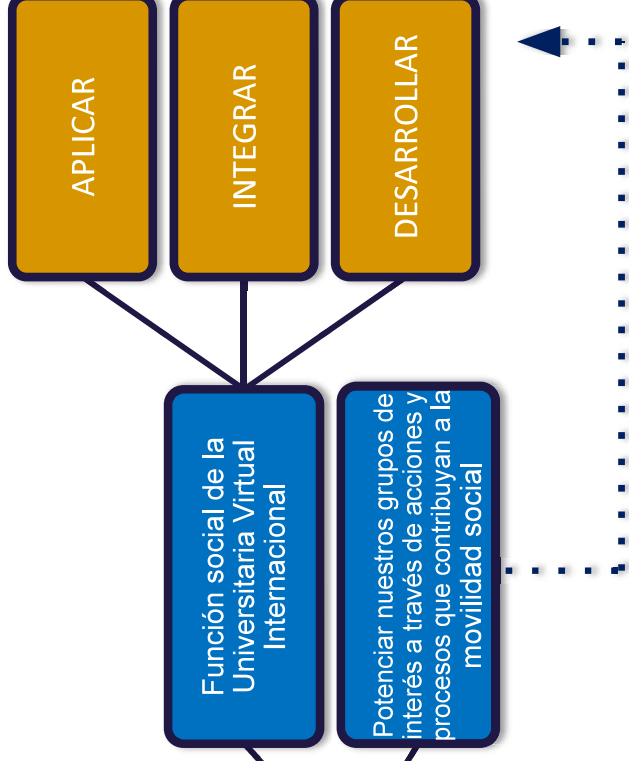 APLICAR
INTEGRAR
DESARROLLAR
Función social de la
Universitaria Virtual
Internacional
Potenciar nuestros grupos de
interés a través de acciones y
procesos que contribuyan a la
movilidad social